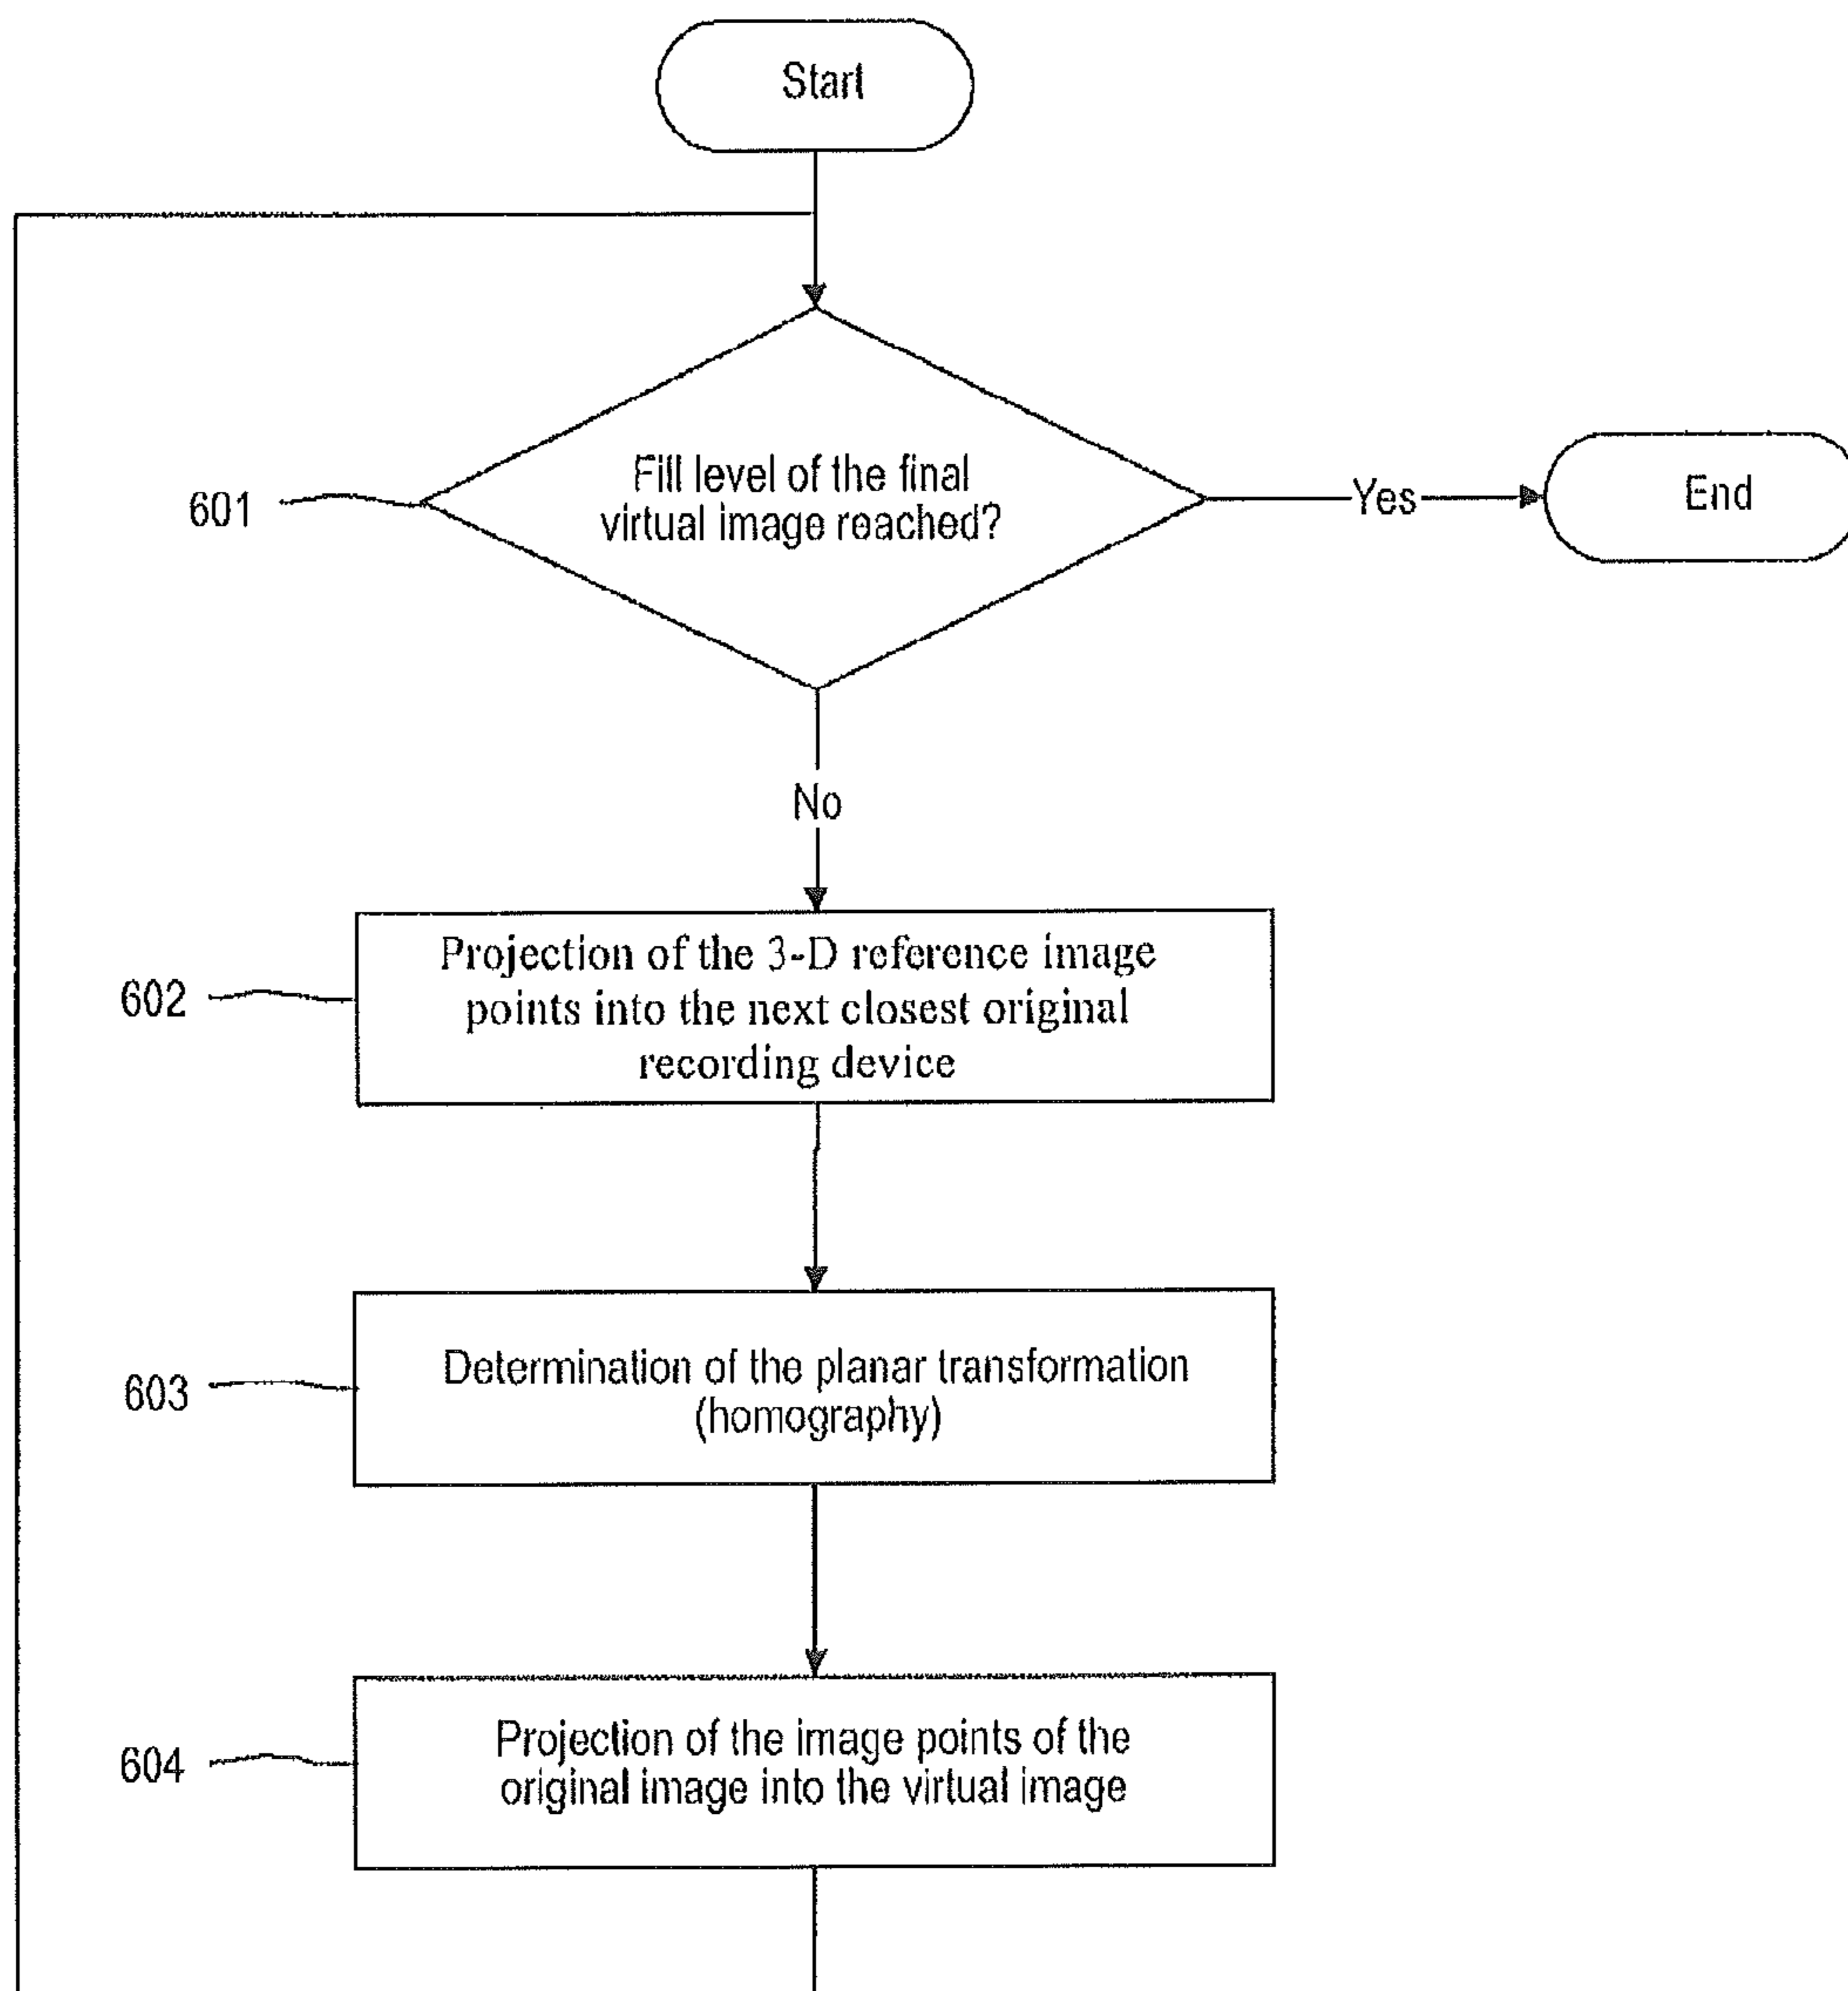 Start
Fill level of the final
virtual image reached?
601
Yes
End
No
Projection of the 3-D reference image
points into the next closest original
recording device
602
Determination of the planar transformation
(homography)
603
Projection of the image points of the
original image into the virtual image
604